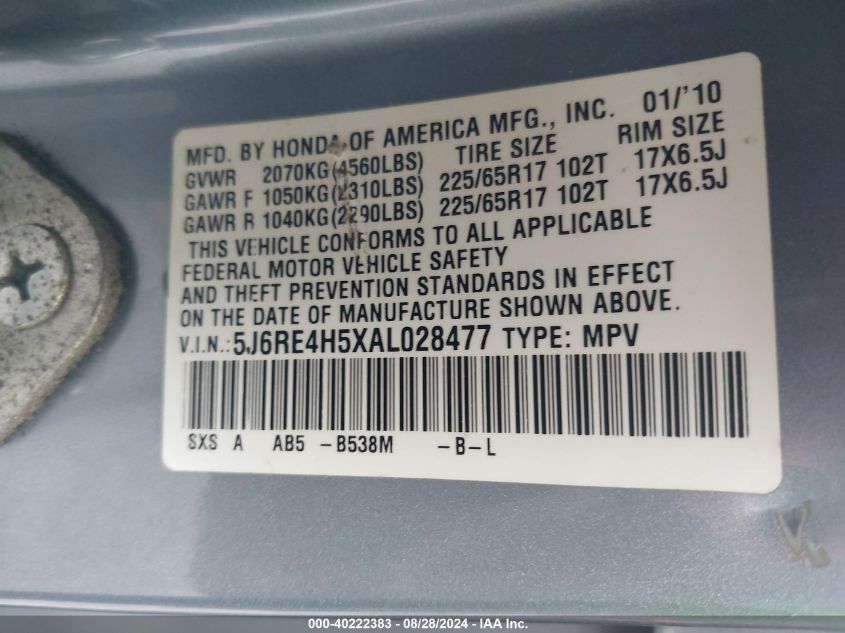 MFD. BY HONDA OF AMERICA MFG., INC. 01/'10
GVWR 2070KG(4560LBS) TIRE SIZE RIM SIZE
GAWR F 1050KG(2310LBS) 225/65R17 102T 17X6.5J
GAWR R 1040KG(2290LBS) 225/65R17 102T 17X6.5J
THIS VEHICLE CONFORMS TO ALL APPLICABLE
FEDERAL MOTOR VEHICLE SAFETY
AND THEFT PREVENTION STANDARDS IN EFFECT
ON THE DATE OF MANUFACTURE SHOWN ABOVE.
V.I.N.: 5J6RE4H5XAL028477 TYPE: MPV
SXS A AB5 -B538M -B-L
000-40222383 - 08/28/2024 - IAA Inc.